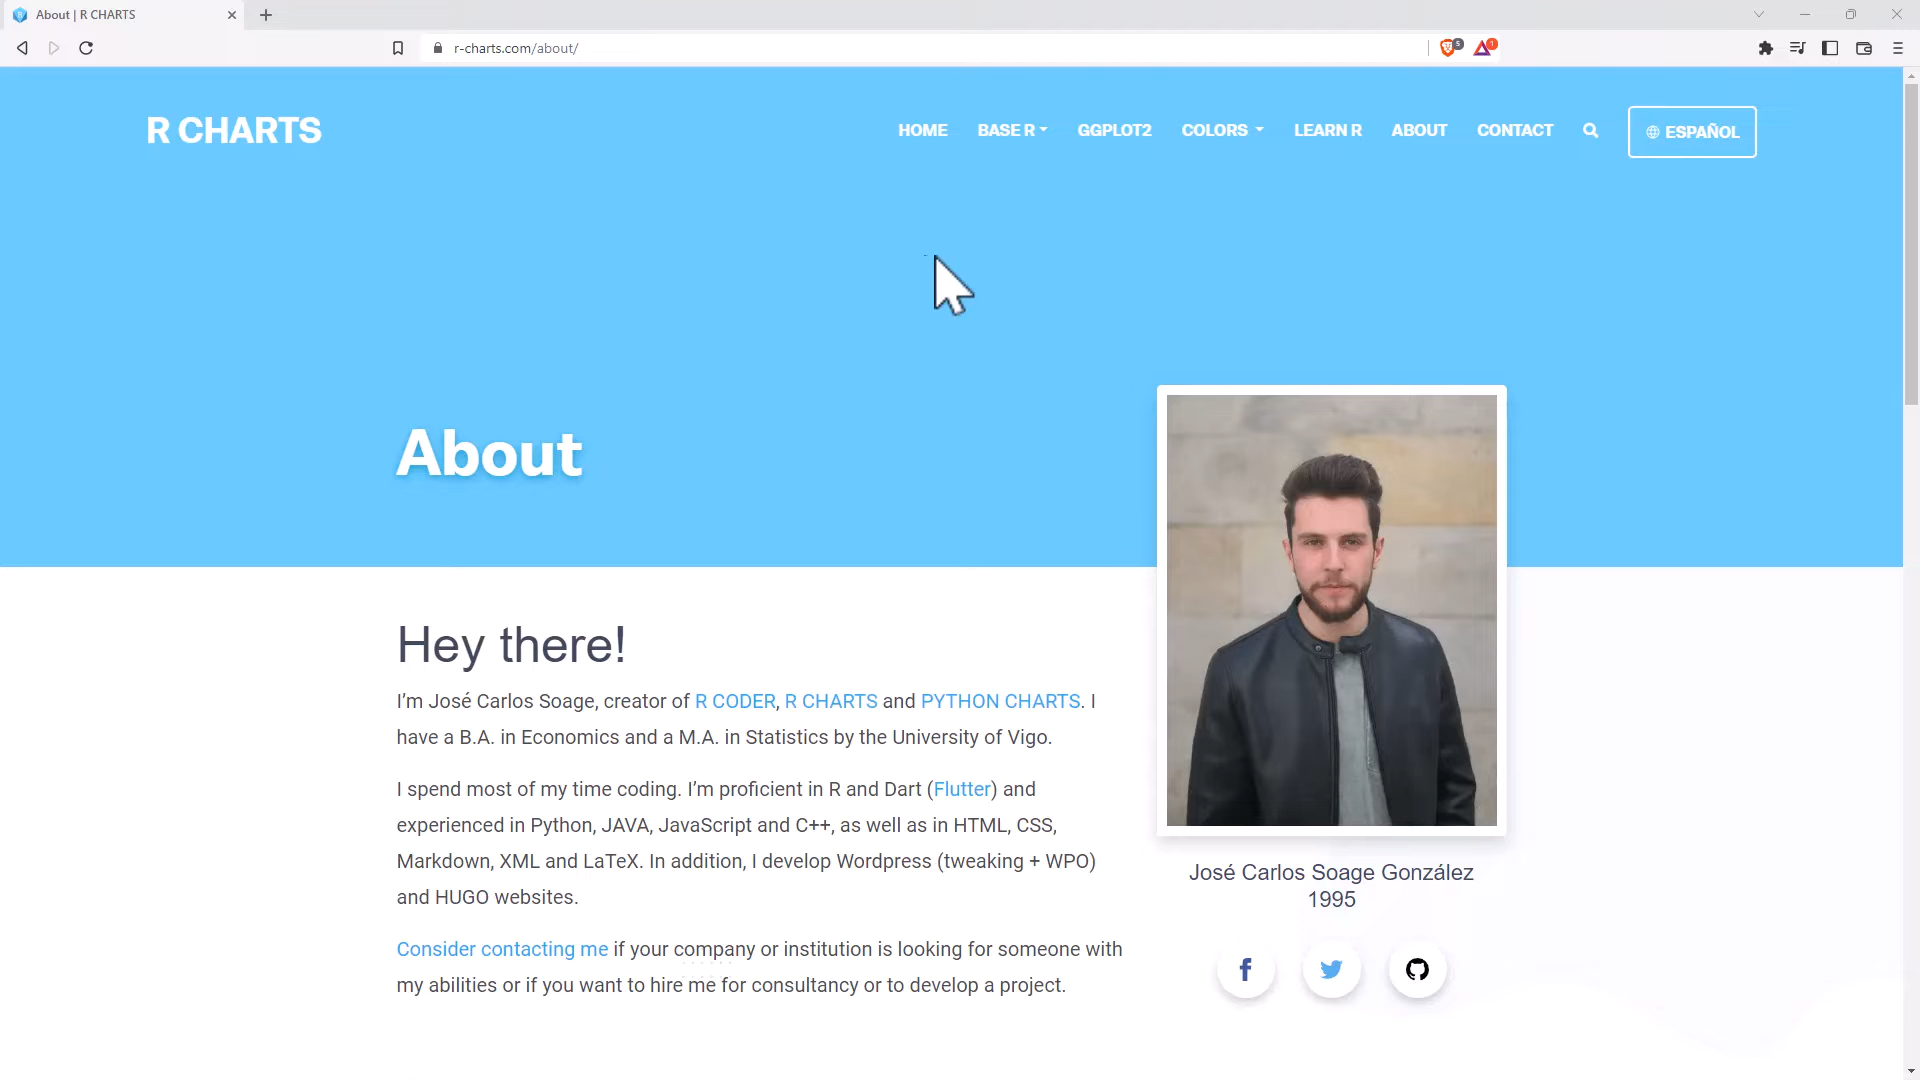 About | R CHARTS
r-charts.com/about/
5
1
R CHARTS
HOME BASE R GGPLOT2 COLORS LEARN R ABOUT CONTACT ESPAÑOL
About
Hey there!
I'm José Carlos Soage, creator of R CODER, R CHARTS and PYTHON CHARTS. I
have a B.A. in Economics and a M.A. in Statistics by the University of Vigo.
I spend most of my time coding. I'm proficient in R and Dart (Flutter) and
experienced in Python, JAVA, JavaScript and C++, as well as in HTML, CSS,
Markdown, XML and LaTeX. In addition, I develop Wordpress (tweaking + WPO)
and HUGO websites.
Consider contacting me if your company or institution is looking for someone with
my abilities or if you want to hire me for consultancy or to develop a project.
José Carlos Soage González
1995